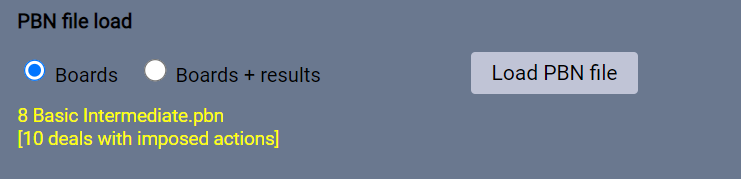 PBN file load
Boards
Boards + results
Load PBN file
8 Basic Intermediate.pbn
[10 deals with imposed actions]